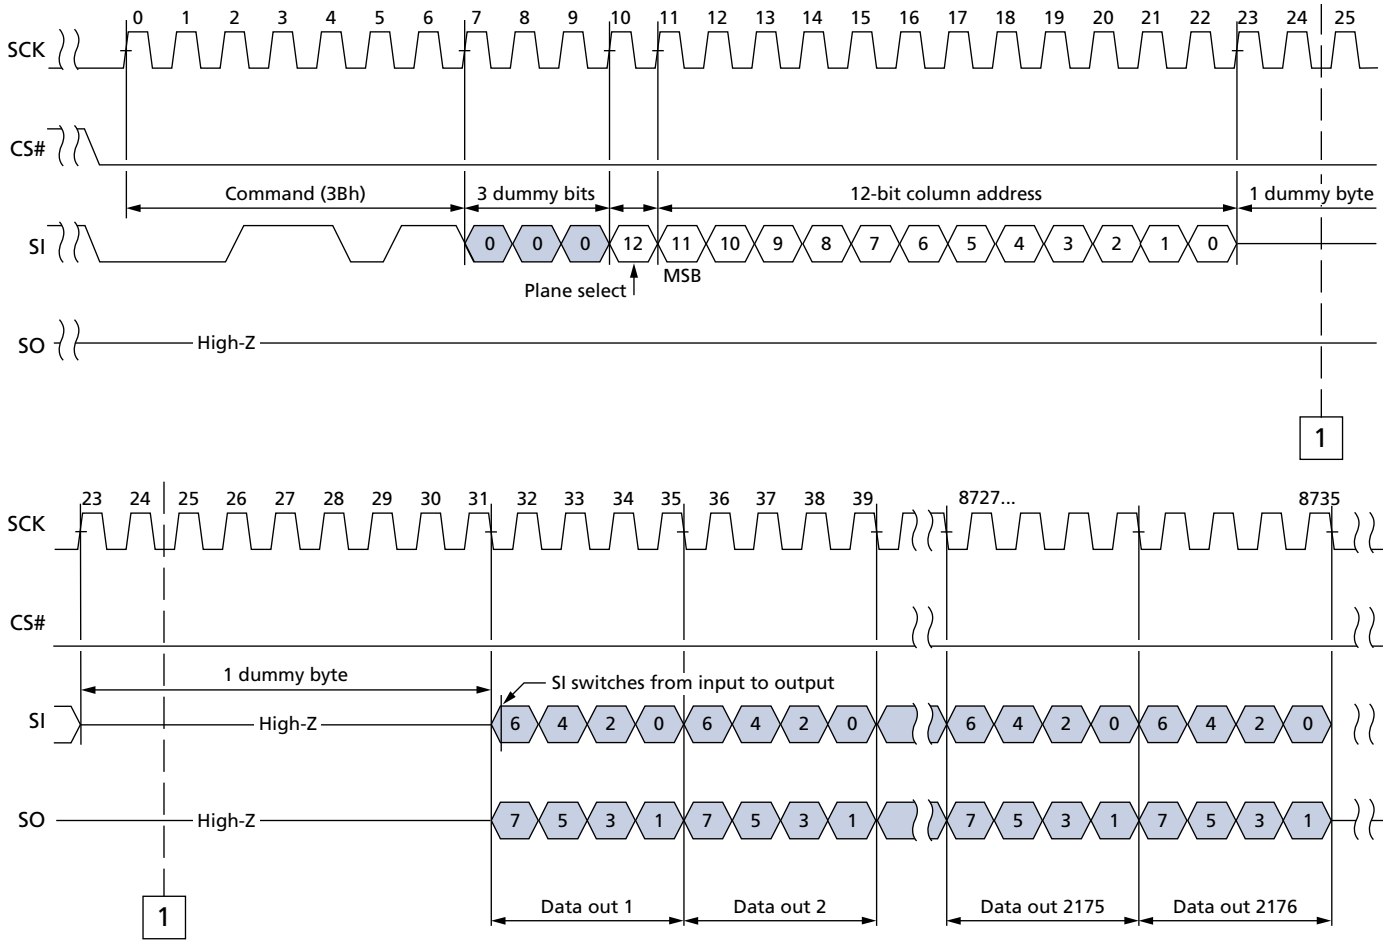 0 1 2 3 4 5 6 7 8 9 10 11 12 13 14 15 16 17 18 19 20 21 22 23 24 25
SCK
CS#
Command (3Bh) 3 dummy bits 12-bit column address 1 dummy byte
SI 0 0 0 12 11 10 9 8 7 6 5 4 3 2 1 0
MSB
Plane select
SO High-Z
1
23 24 25 26 27 28 29 30 31 32 33 34 35 36 37 38 39 8727... 8735
SCK
CS#
1 dummy byte SI switches from input to output
SI High-Z 6 4 2 0 6 4 2 0 6 4 2 0 6 4 2 0
SO High-Z 7 5 3 1 7 5 3 1 7 5 3 1 7 5 3 1
1 Data out 1 Data out 2 Data out 2175 Data out 2176